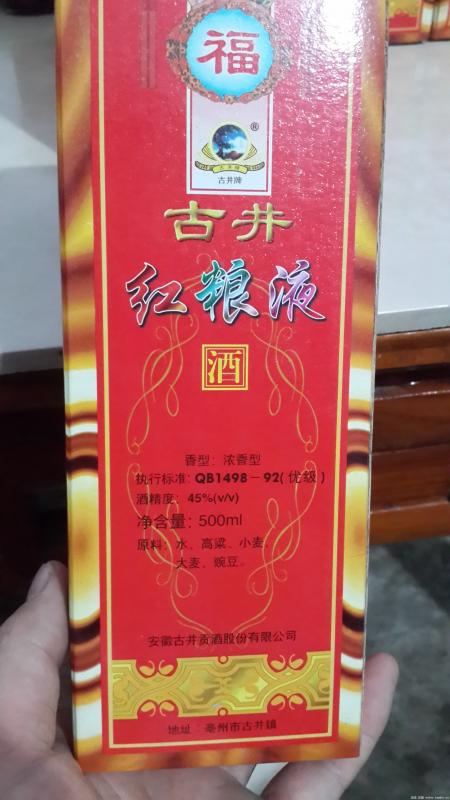 福
®
古井牌
古井
红粮液
酒
香型：浓香型
执行标准：QB1498－92(优级)
酒精度：45%(v/v)
净含量：500ml
原料：水、高粱、小麦、
大麦、豌豆。
安徽古井贡酒股份有限公司
地址：亳州市古井镇